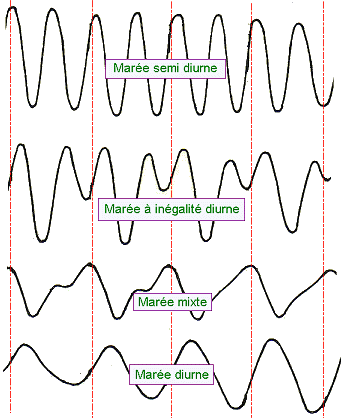 Marée semi diurne
Marée à inégalité diurne
Marée mixte
Marée diurne